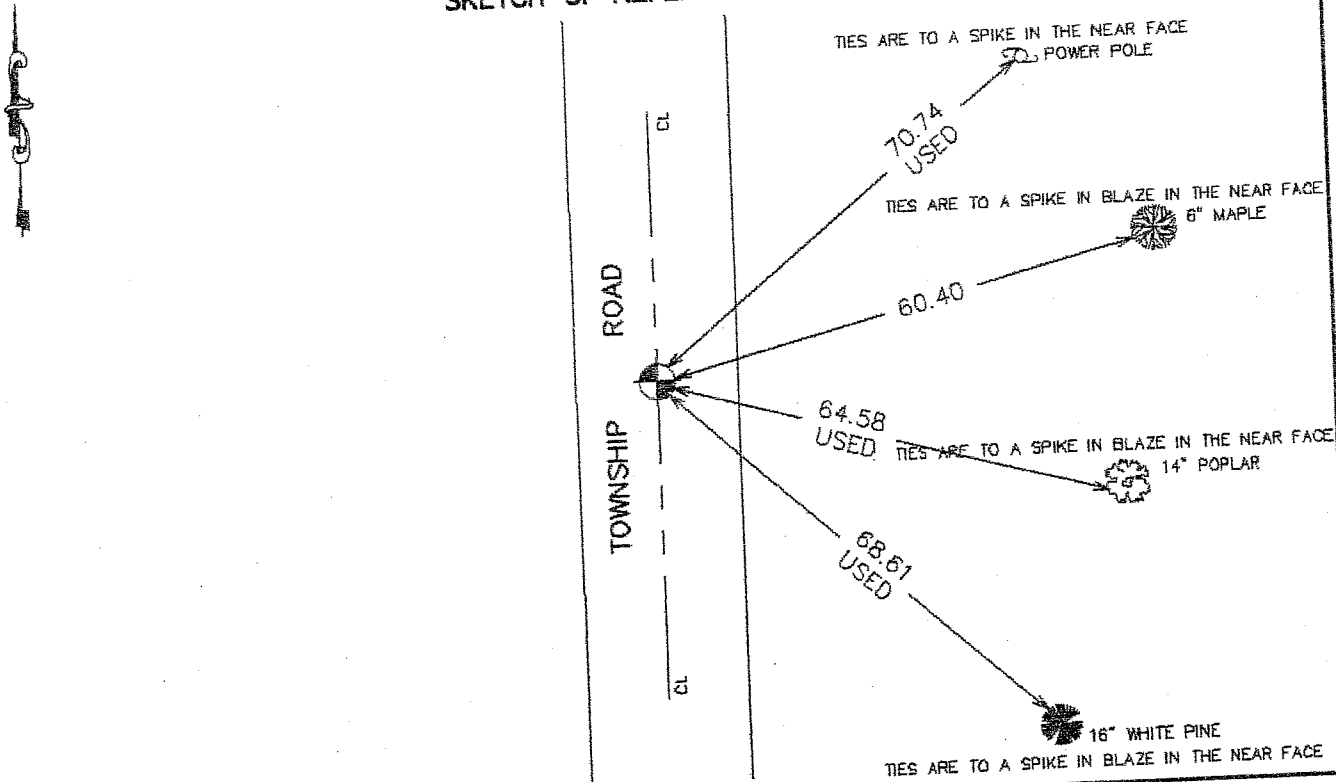 SKETCH OF
TIES ARE TO A SPIKE IN THE NEAR FACE
POWER POLE
CL
70.74
USED
TIES ARE TO A SPIKE IN BLAZE IN THE NEAR FACE
6" MAPLE
60.40
TOWNSHIP ROAD
64.58
USED
TIES ARE TO A SPIKE IN BLAZE IN THE NEAR FACE
14" POPLAR
68.61
USED
CL
16" WHITE PINE
TIES ARE TO A SPIKE IN BLAZE IN THE NEAR FACE